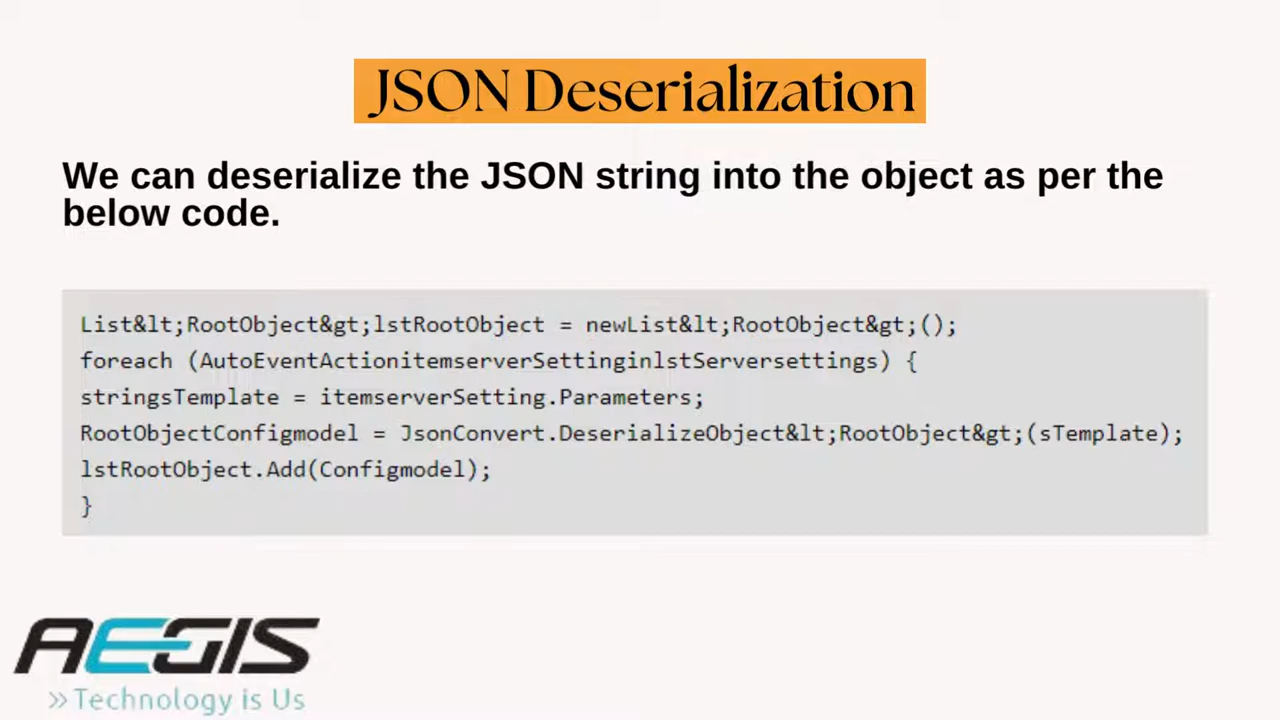 JSON Deserialization
We can deserialize the JSON string into the object as per the
below code.
List&lt;RootObject&gt;lstRootObject = newList&lt;RootObject&gt;();
foreach (AutoEventActionitemserverSettinginlstServersettings) {
stringsTemplate = itemserverSetting.Parameters;
RootObjectConfigmodel = JsonConvert.DeserializeObject&lt;RootObject&gt;(sTemplate);
lstRootObject.Add(Configmodel);
}
AEGIS
»Technology is Us